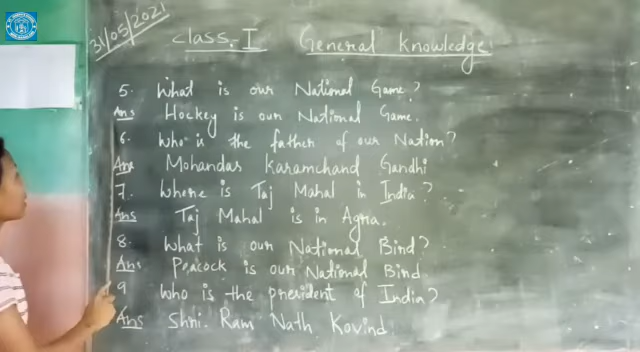 31/05/2021
Class-I General Knowledge
5. What is our National Game?
Ans Hockey is our National Game.
6. Who is the father of our Nation?
Ans Mohandas Karamchand Gandhi
7. Where is Taj Mahal in India?
Ans Taj Mahal is in Agra.
8. What is our National Bird?
Ans Peacock is our National Bird
9 Who is the president of India?
Ans Shri. Ram Nath Kovind.